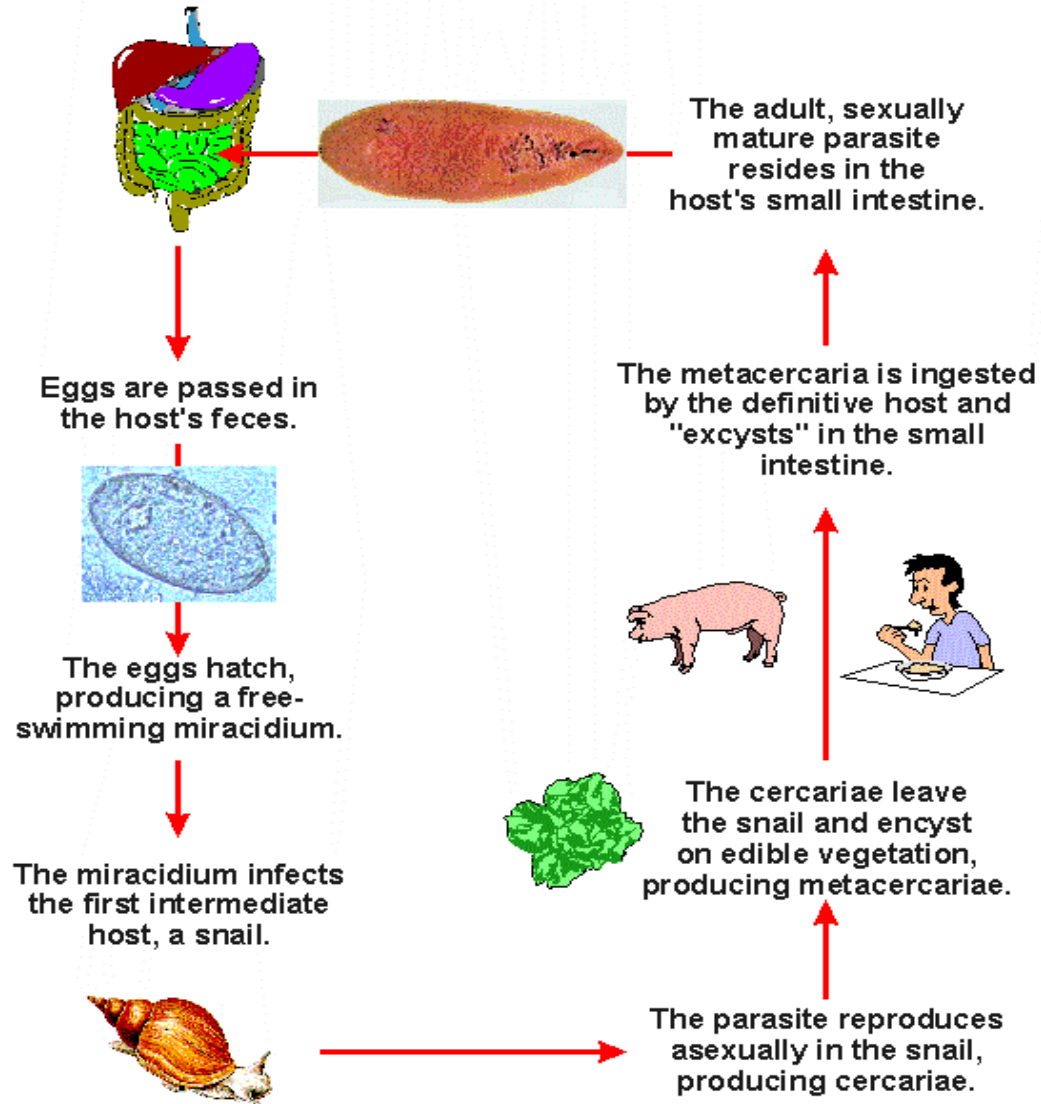 The adult, sexually
mature parasite
resides in the
host's small intestine.
Eggs are passed in
the host's feces.
The eggs hatch,
producing a free-
swimming miracidium.
The miracidium infects
the first intermediate
host, a snail.
The parasite reproduces
asexually in the snail,
producing cercariae.
The cercariae leave
the snail and encyst
on edible vegetation,
producing metacercariae.
The metacercaria is ingested
by the definitive host and
"excysts" in the small
intestine.